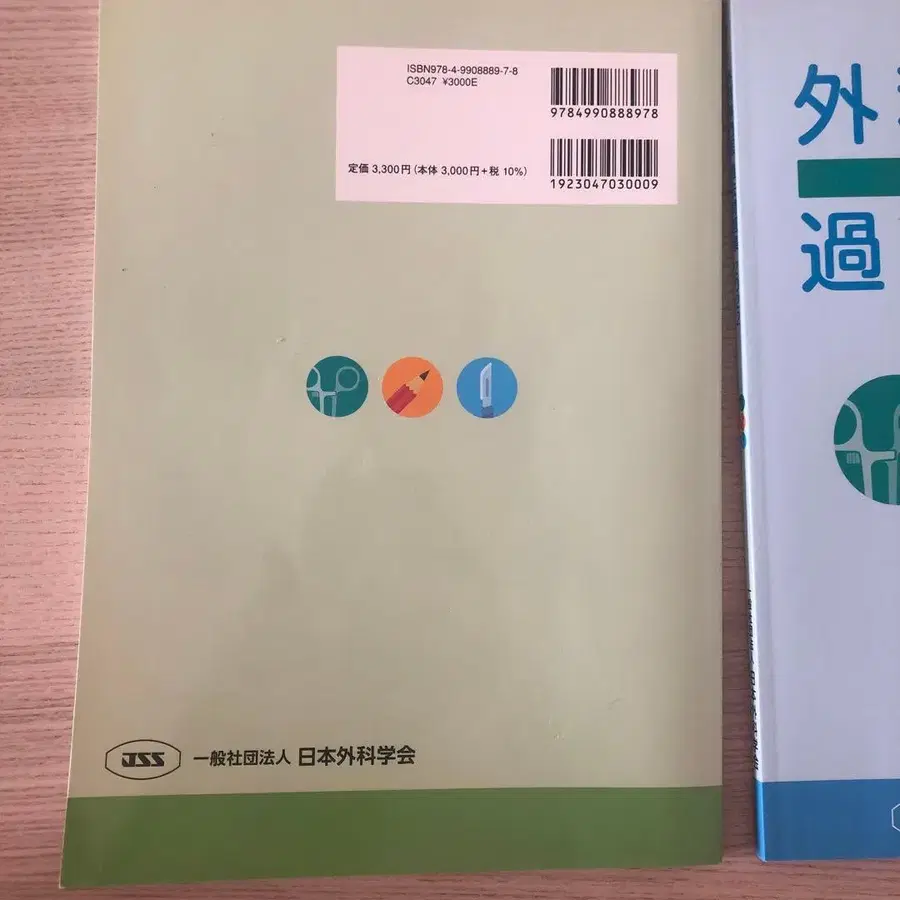 ISBN978-4-9908889-7-8
C3047 ¥3000E
9784990888978
定価 3,300円(本体 3,000円+税 10%)
1923047030009
JSS 一般社団法人 日本外科学会
外
過